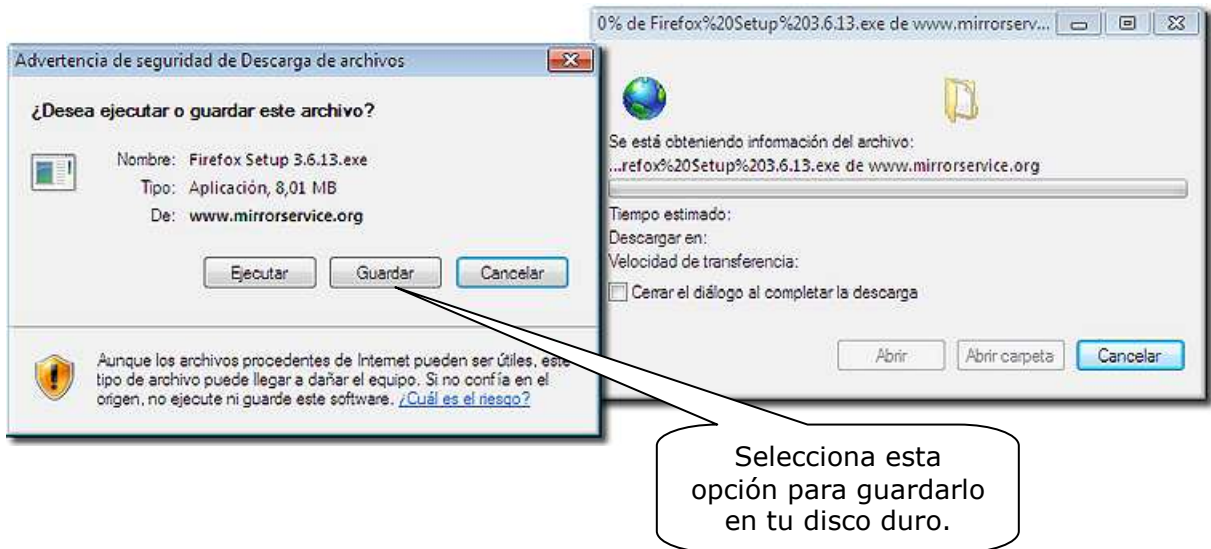 Advertencia de seguridad de Descarga de archivos
¿Desea ejecutar o guardar este archivo?
Nombre: Firefox Setup 3.6.13.exe
Tipo: Aplicación, 8,01 MB
De: www.mirrorservice.org
Ejecutar Guardar Cancelar
Aunque los archivos procedentes de Internet pueden ser útiles, este
tipo de archivo puede llegar a dañar el equipo. Si no confía en el
origen, no ejecute ni guarde este software. ¿Cuál es el riesgo?
0% de Firefox%20Setup%203.6.13.exe de www.mirrorserv...
Se está obteniendo información del archivo:
...refox%20Setup%203.6.13.exe de www.mirrorservice.org
Tiempo estimado:
Descargar en:
Velocidad de transferencia:
Cerrar el diálogo al completar la descarga
Abrir Abrir carpeta Cancelar
Selecciona esta
opción para guardarlo
en tu disco duro.